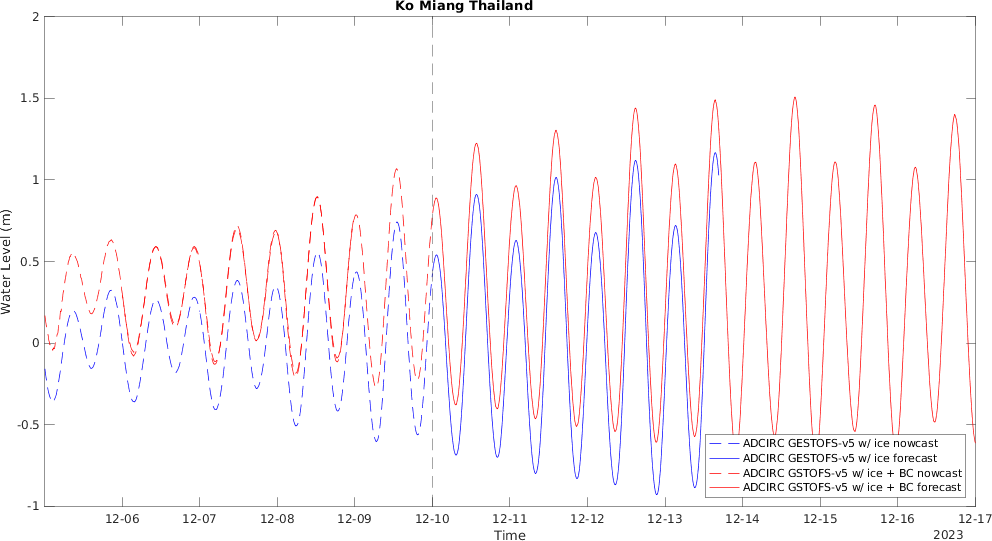 Ko Miang Thailand
2
1.5
1
0.5
0
-0.5
-1
Water Level (m)
12-06
12-07
12-08
12-09
12-10
12-11
12-12
12-13
12-14
12-15
12-16
12-17
Time
2023
ADCIRC GESTOFS-v5 w/ ice nowcast
ADCIRC GESTOFS-v5 w/ ice forecast
ADCIRC GSTOFS-v5 w/ ice + BC nowcast
ADCIRC GSTOFS-v5 w/ ice + BC forecast